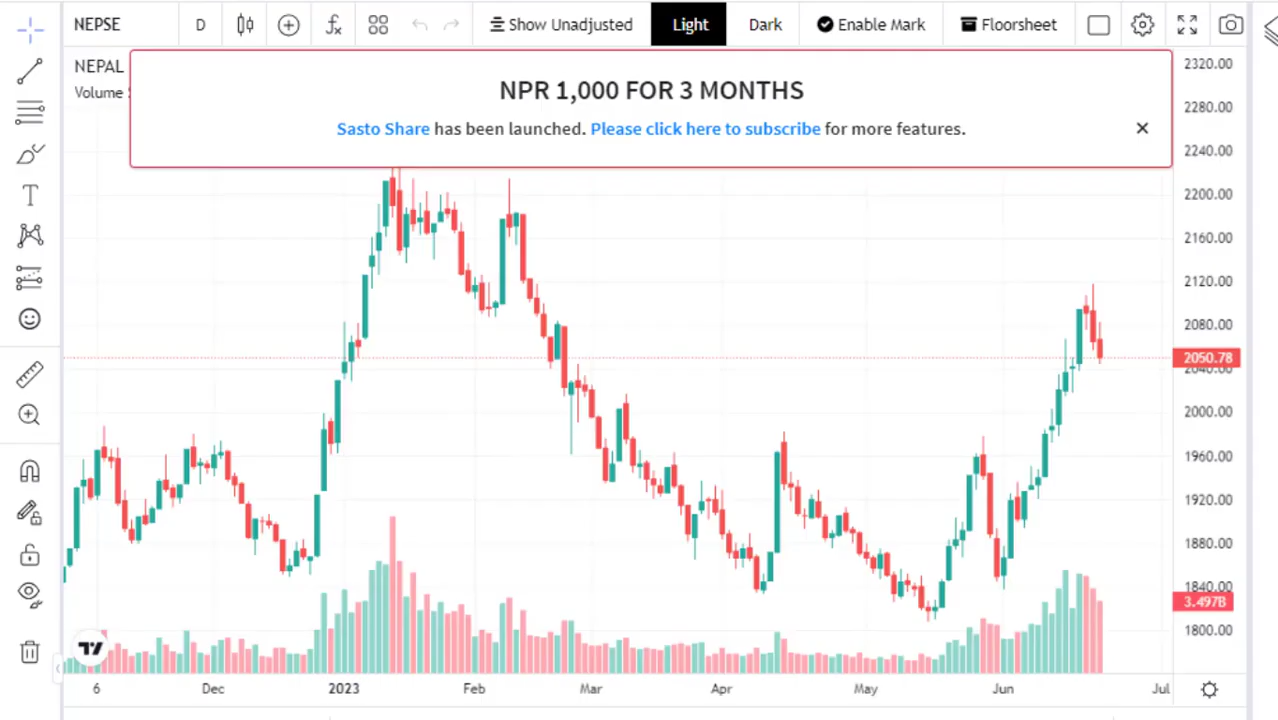 NEPSE D Show Unadjusted Light Dark Enable Mark Floorsheet
NEPAL
Volume
NPR 1,000 FOR 3 MONTHS
Sasto Share has been launched. Please click here to subscribe for more features.
2320.00
2280.00
2240.00
2200.00
2160.00
2120.00
2080.00
2050.78
2040.00
2000.00
1960.00
1920.00
1880.00
1840.00
3.497B
1800.00
6 Dec 2023 Feb Mar Apr May Jun Jul